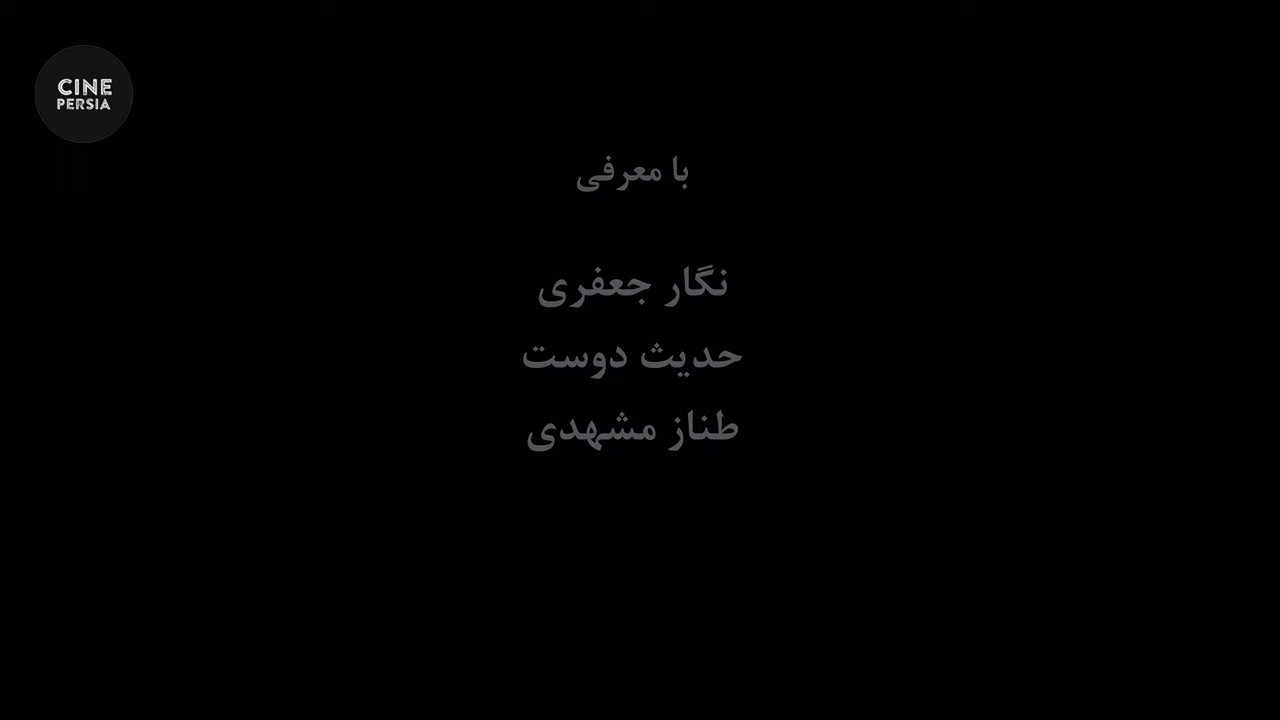 CINE
PERSIA
با معرفی
نگار جعفری
حدیث دوست
طناز مشهدی